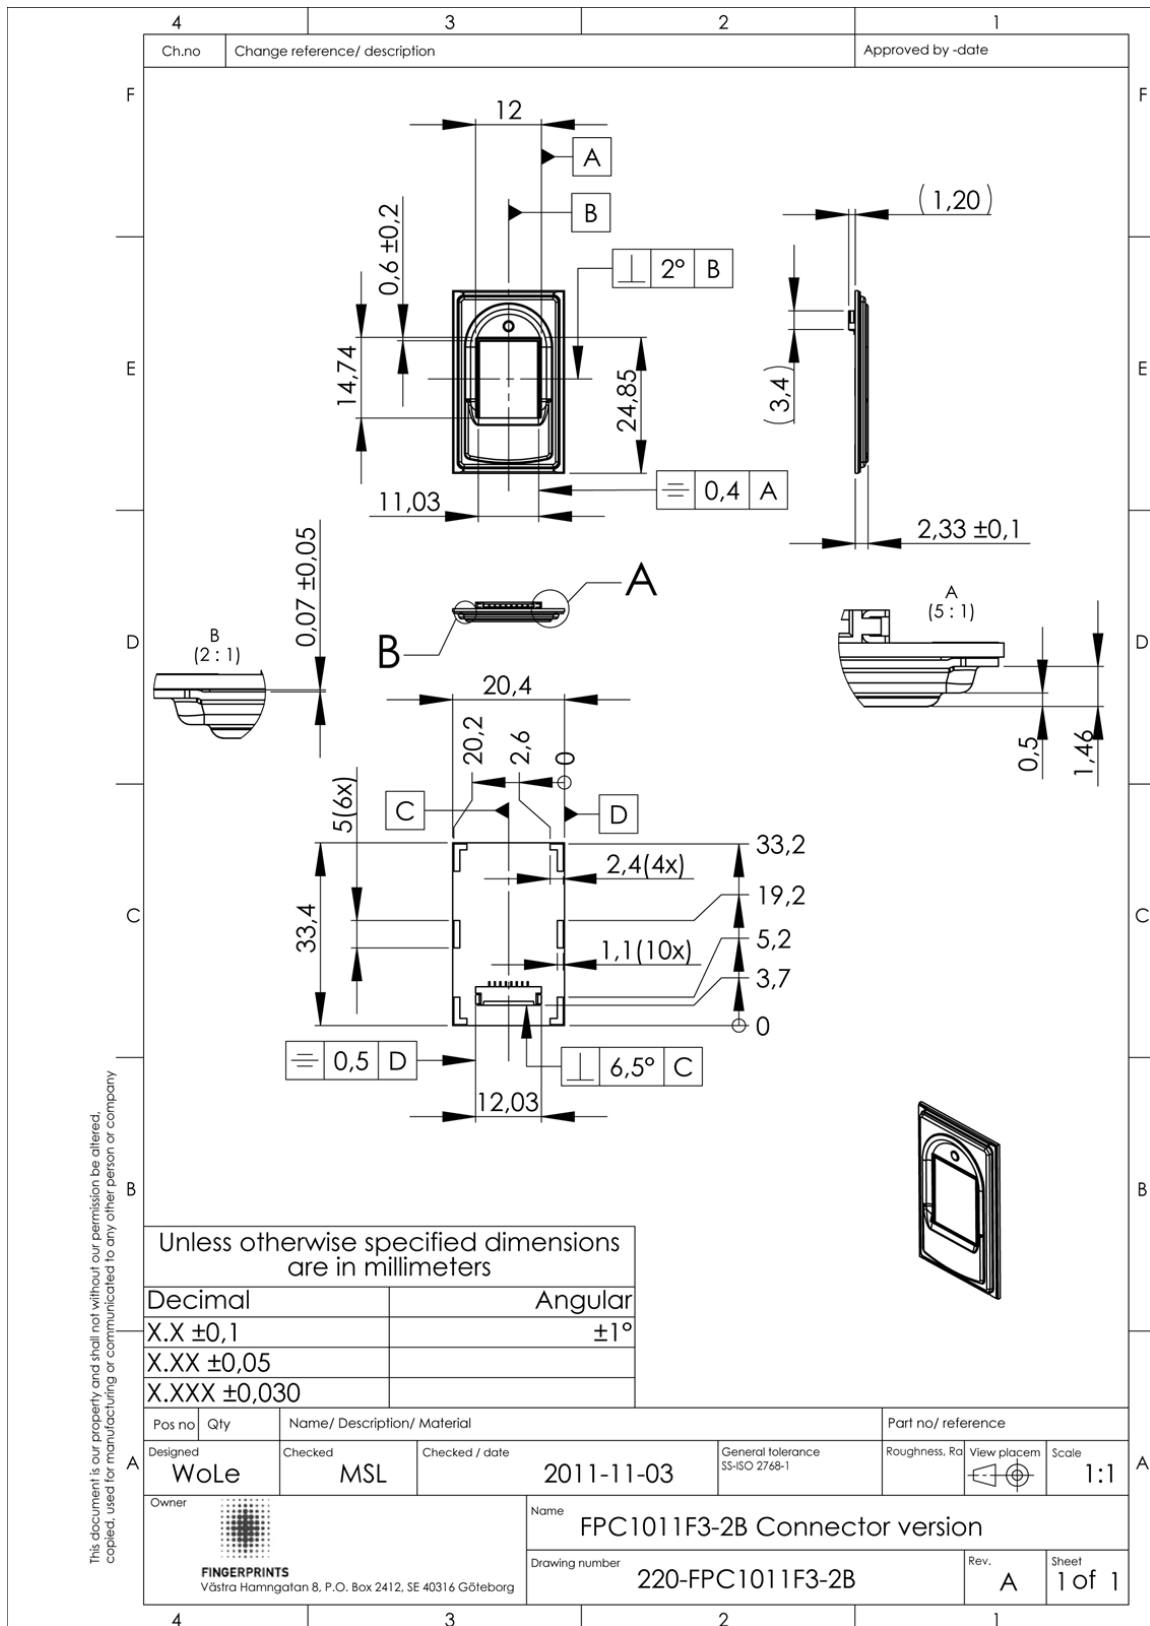 4 3 2 1
Ch.no Change reference/ description Approved by -date
F F
12
A
B
(1,20)
0,6 ±0,2
⊥ 2° B
E E
14,74
24,85
(3,4)
⌯ 0,4 A
11,03
2,33 ±0,1
0,07 ±0,05
A
A
(5 : 1)
B
(2 : 1)
B
D D
20,4
0,5
1,46
20,2
2,6
0
5(6x)
C
D
33,2
2,4(4x)
19,2
C C
33,4
5,2
1,1(10x)
3,7
0
⌯ 0,5 D
⊥ 6,5° C
12,03
B B
This document is our property and shall not without our permission be altered,
copied, used for manufacturing or communicated to any other person or company
Unless otherwise specified dimensions
are in millimeters
Decimal Angular
X.X ±0,1 ±1°
X.XX ±0,05
X.XXX ±0,030
Pos no Qty Name/ Description/ Material Part no/ reference
A A
Designed Checked Checked / date General tolerance Roughness, Ra View placem Scale
SS-ISO 2768-1
WoLe MSL 2011-11-03 1:1
Owner
Name
FPC1011F3-2B Connector version
FINGERPRINTS
Västra Hamngatan 8, P.O. Box 2412, SE 40316 Göteborg
Drawing number Rev. Sheet
220-FPC1011F3-2B A 1 of 1
4 3 2 1